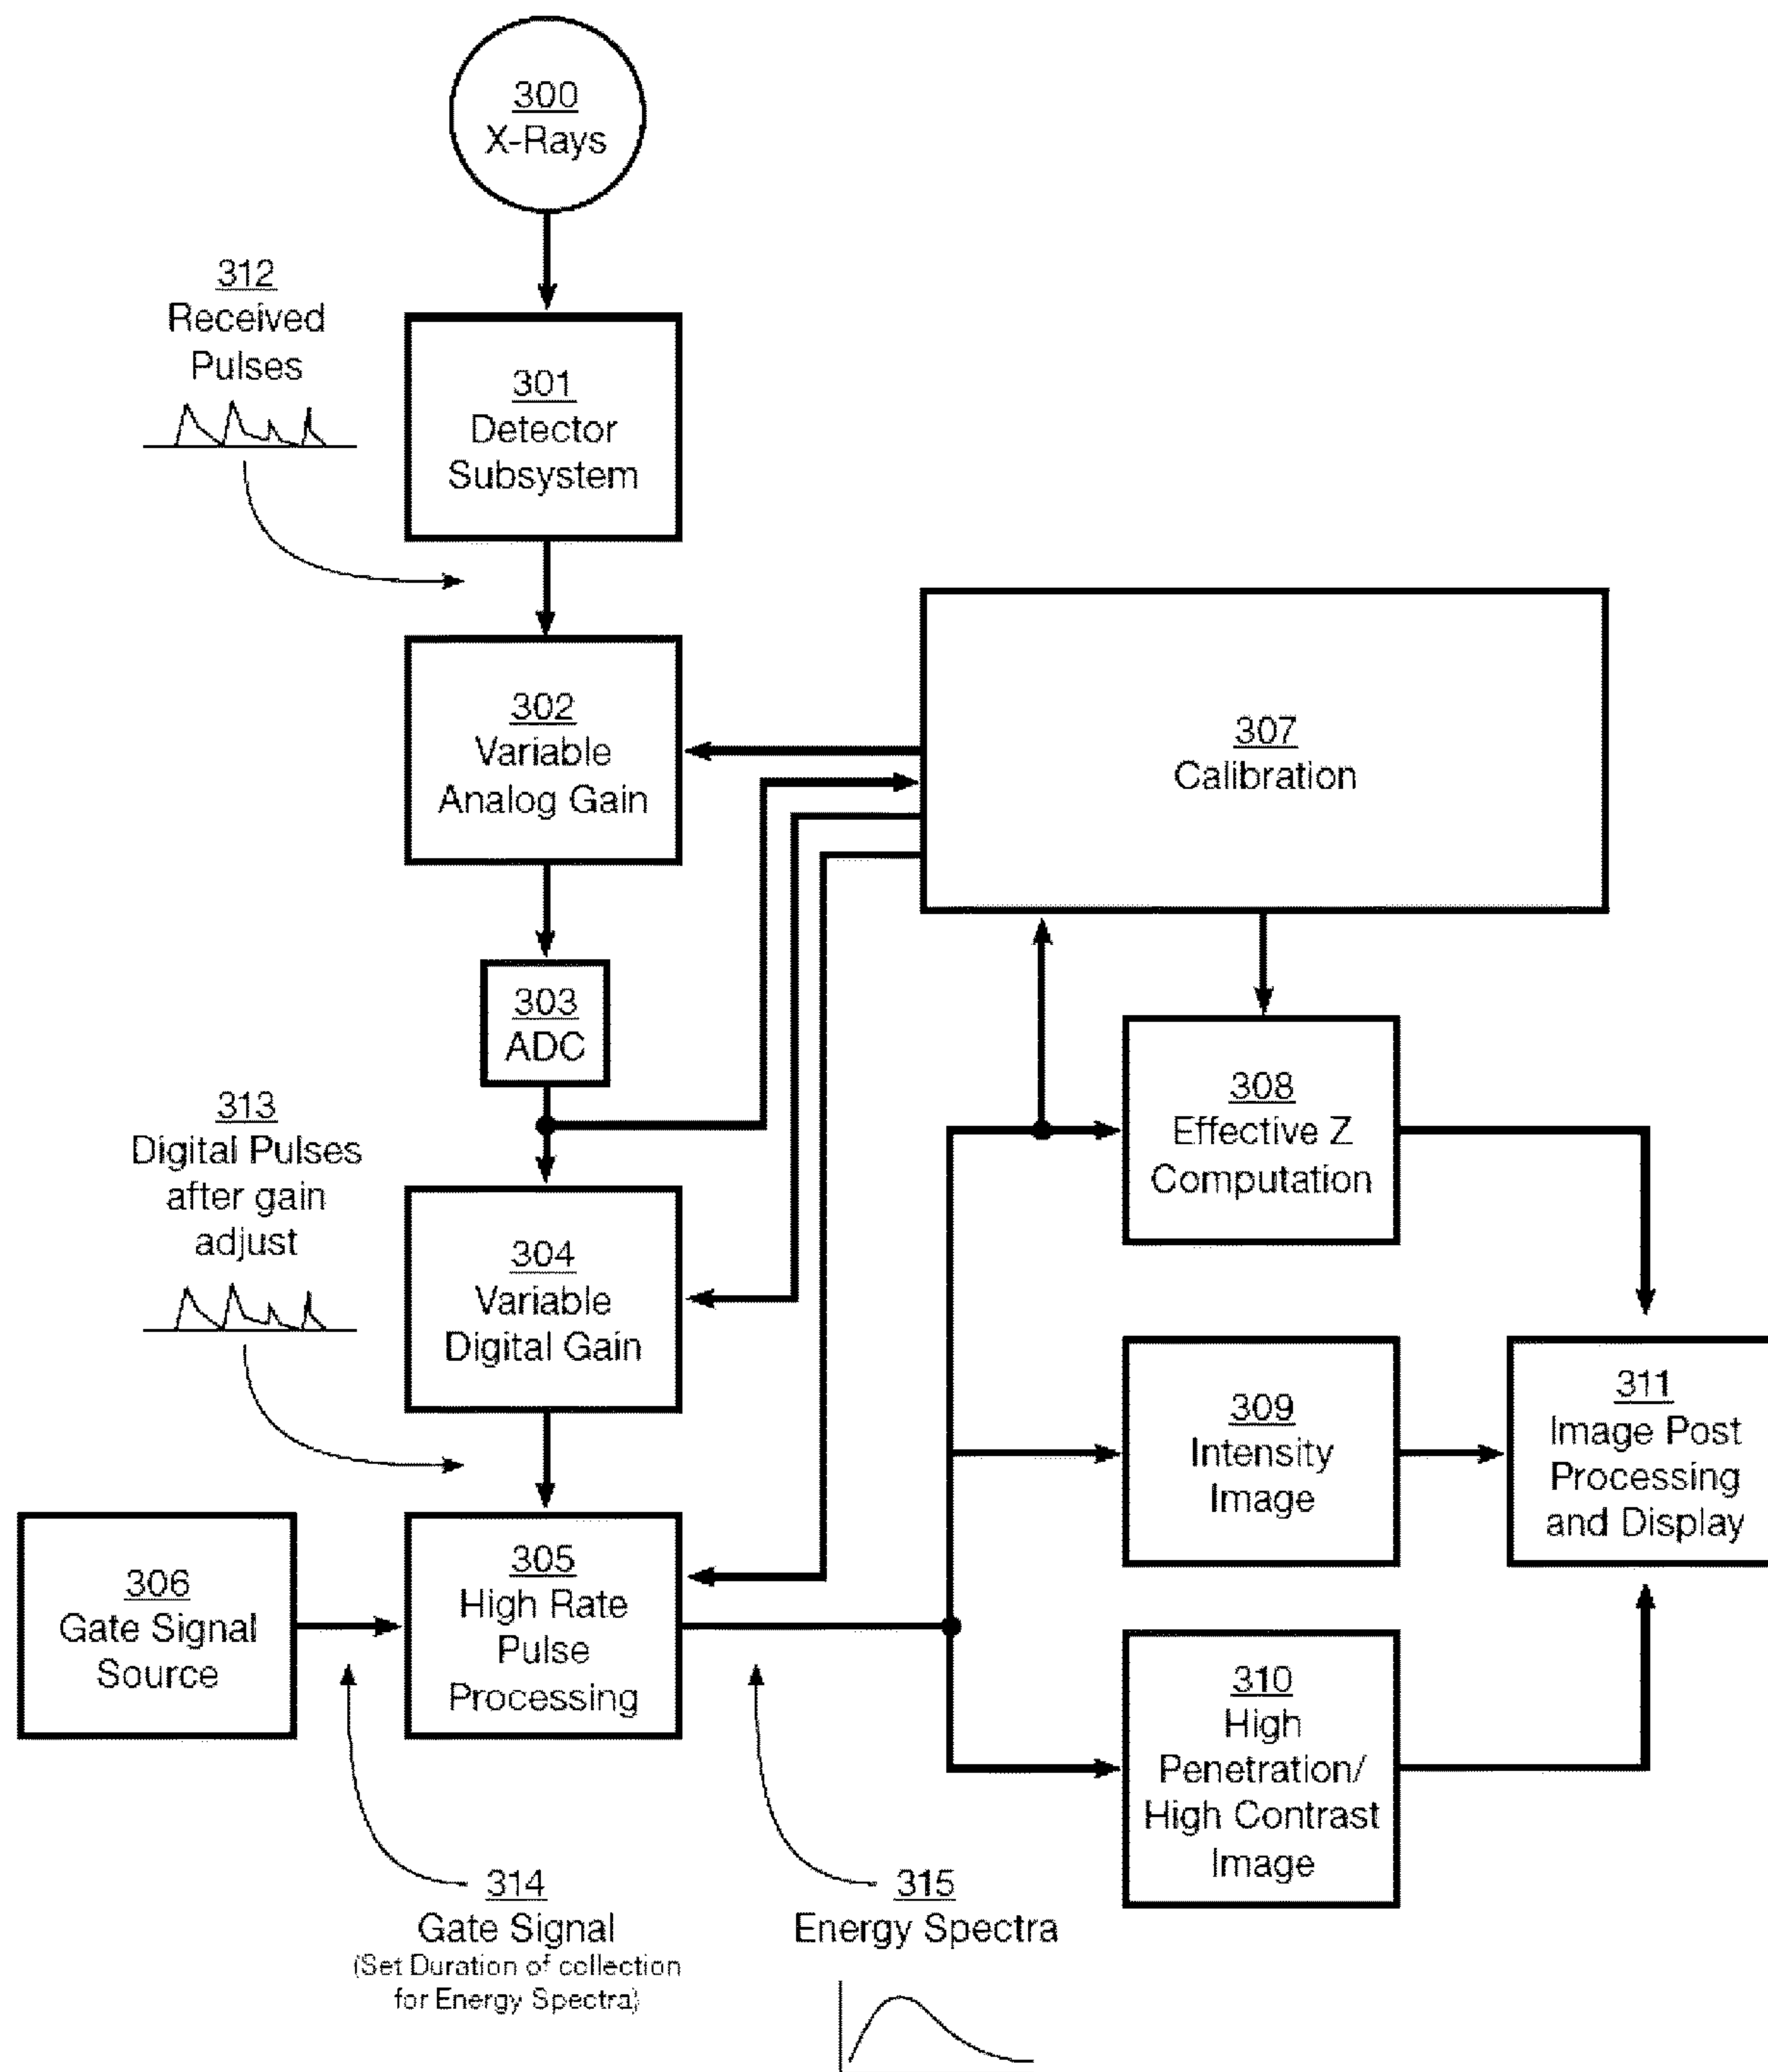 300
X-Rays
312
Received
Pulses
301
Detector
Subsystem
302
Variable
Analog Gain
307
Calibration
303
ADC
313
Digital Pulses
after gain
adjust
308
Effective Z
Computation
304
Variable
Digital Gain
309
Intensity
Image
311
Image Post
Processing
and Display
306
Gate Signal
Source
305
High Rate
Pulse
Processing
310
High
Penetration/
High Contrast
Image
314
Gate Signal
(Set Duration of collection
for Energy Spectra)
315
Energy Spectra